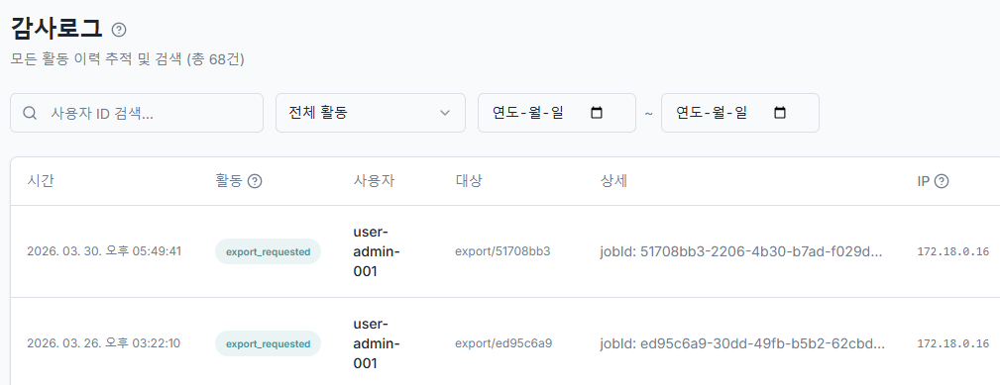 감사로그
모든 활동 이력 추적 및 검색 (총 68건)
사용자 ID 검색... 전체 활동 연도-월-일 ~ 연도-월-일
시간 활동 사용자 대상 상세 IP
2026. 03. 30. 오후 05:49:41 export_requested user-admin-001 export/51708bb3 jobId: 51708bb3-2206-4b30-b7ad-f029d... 172.18.0.16
2026. 03. 26. 오후 03:22:10 export_requested user-admin-001 export/ed95c6a9 jobId: ed95c6a9-30dd-49fb-b5b2-62cbd... 172.18.0.16